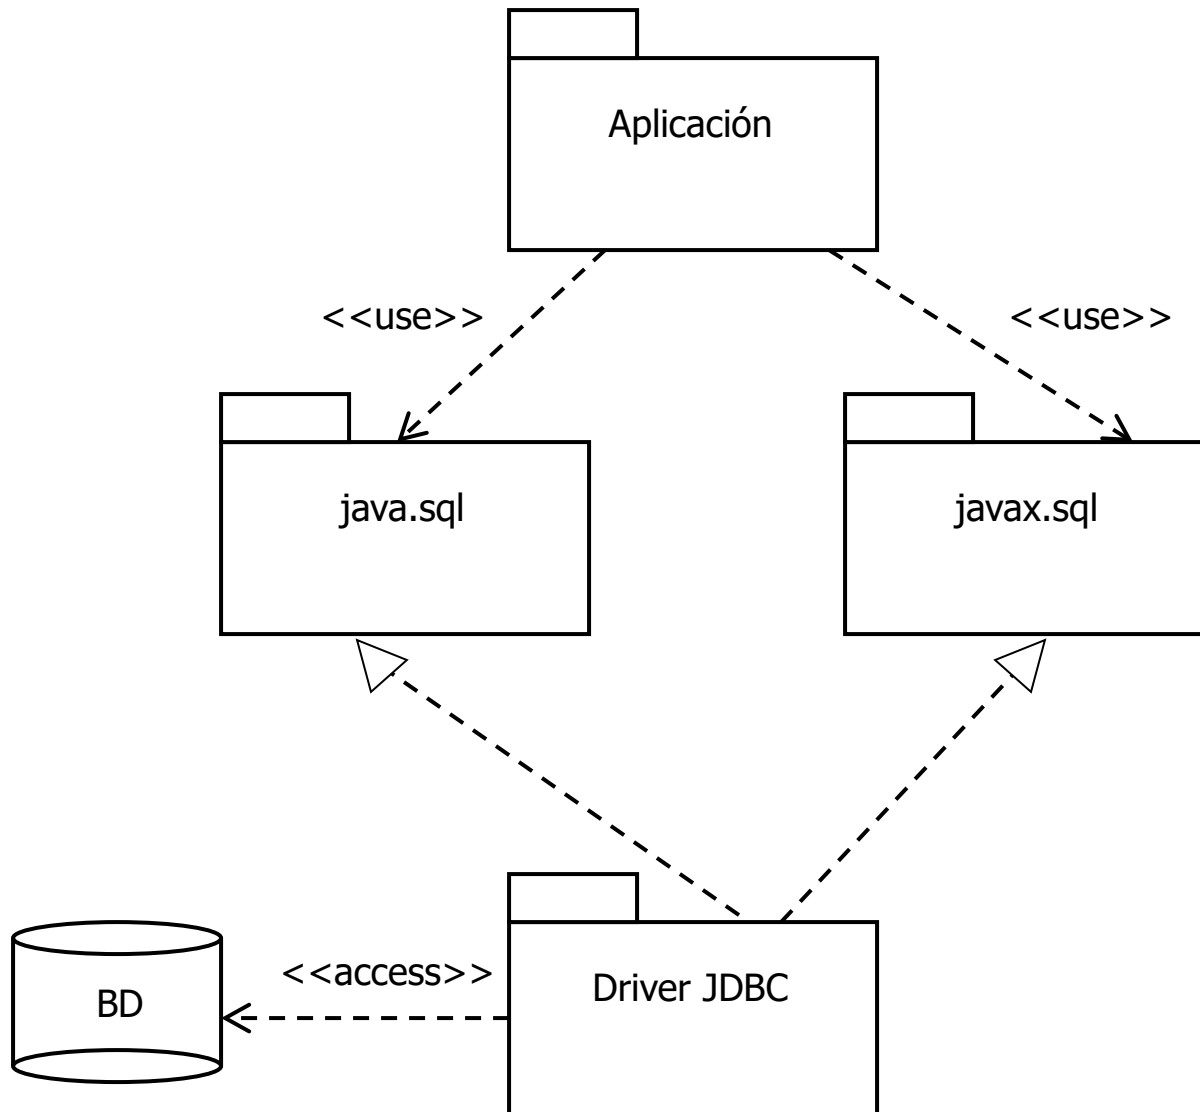 Aplicación
<<use>>
<<use>>
java.sql
javax.sql
<<access>>
Driver JDBC
BD